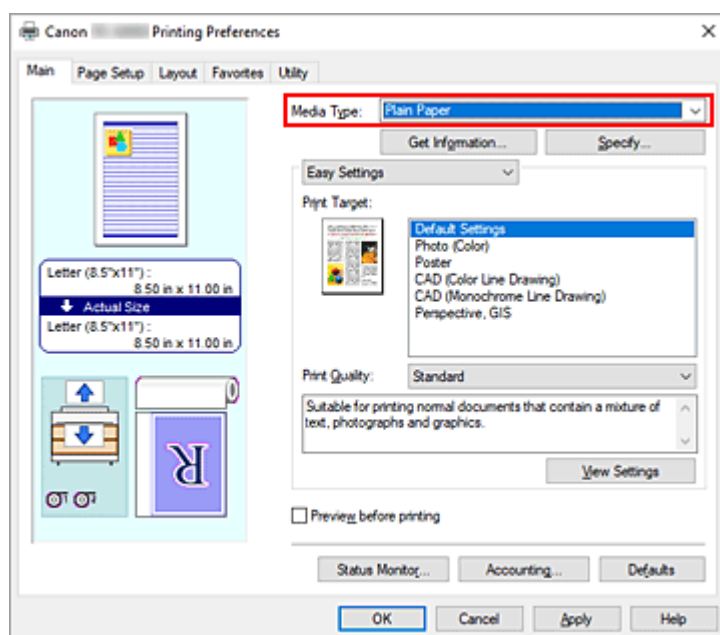 Canon Printing Preferences
Main Page Setup Layout Favorites Utility
Media Type: Plain Paper
Get Information... Specify...
Easy Settings
Print Target:
Default Settings
Photo (Color)
Poster
CAD (Color Line Drawing)
CAD (Monochrome Line Drawing)
Perspective, GIS
Letter (8.5"x11") :
8.50 in x 11.00 in
Actual Size
Letter (8.5"x11") :
8.50 in x 11.00 in
Print Quality: Standard
Suitable for printing normal documents that contain a mixture of
text, photographs and graphics.
R
View Settings
Preview before printing
Status Monitor... Accounting... Defaults
OK Cancel Apply Help